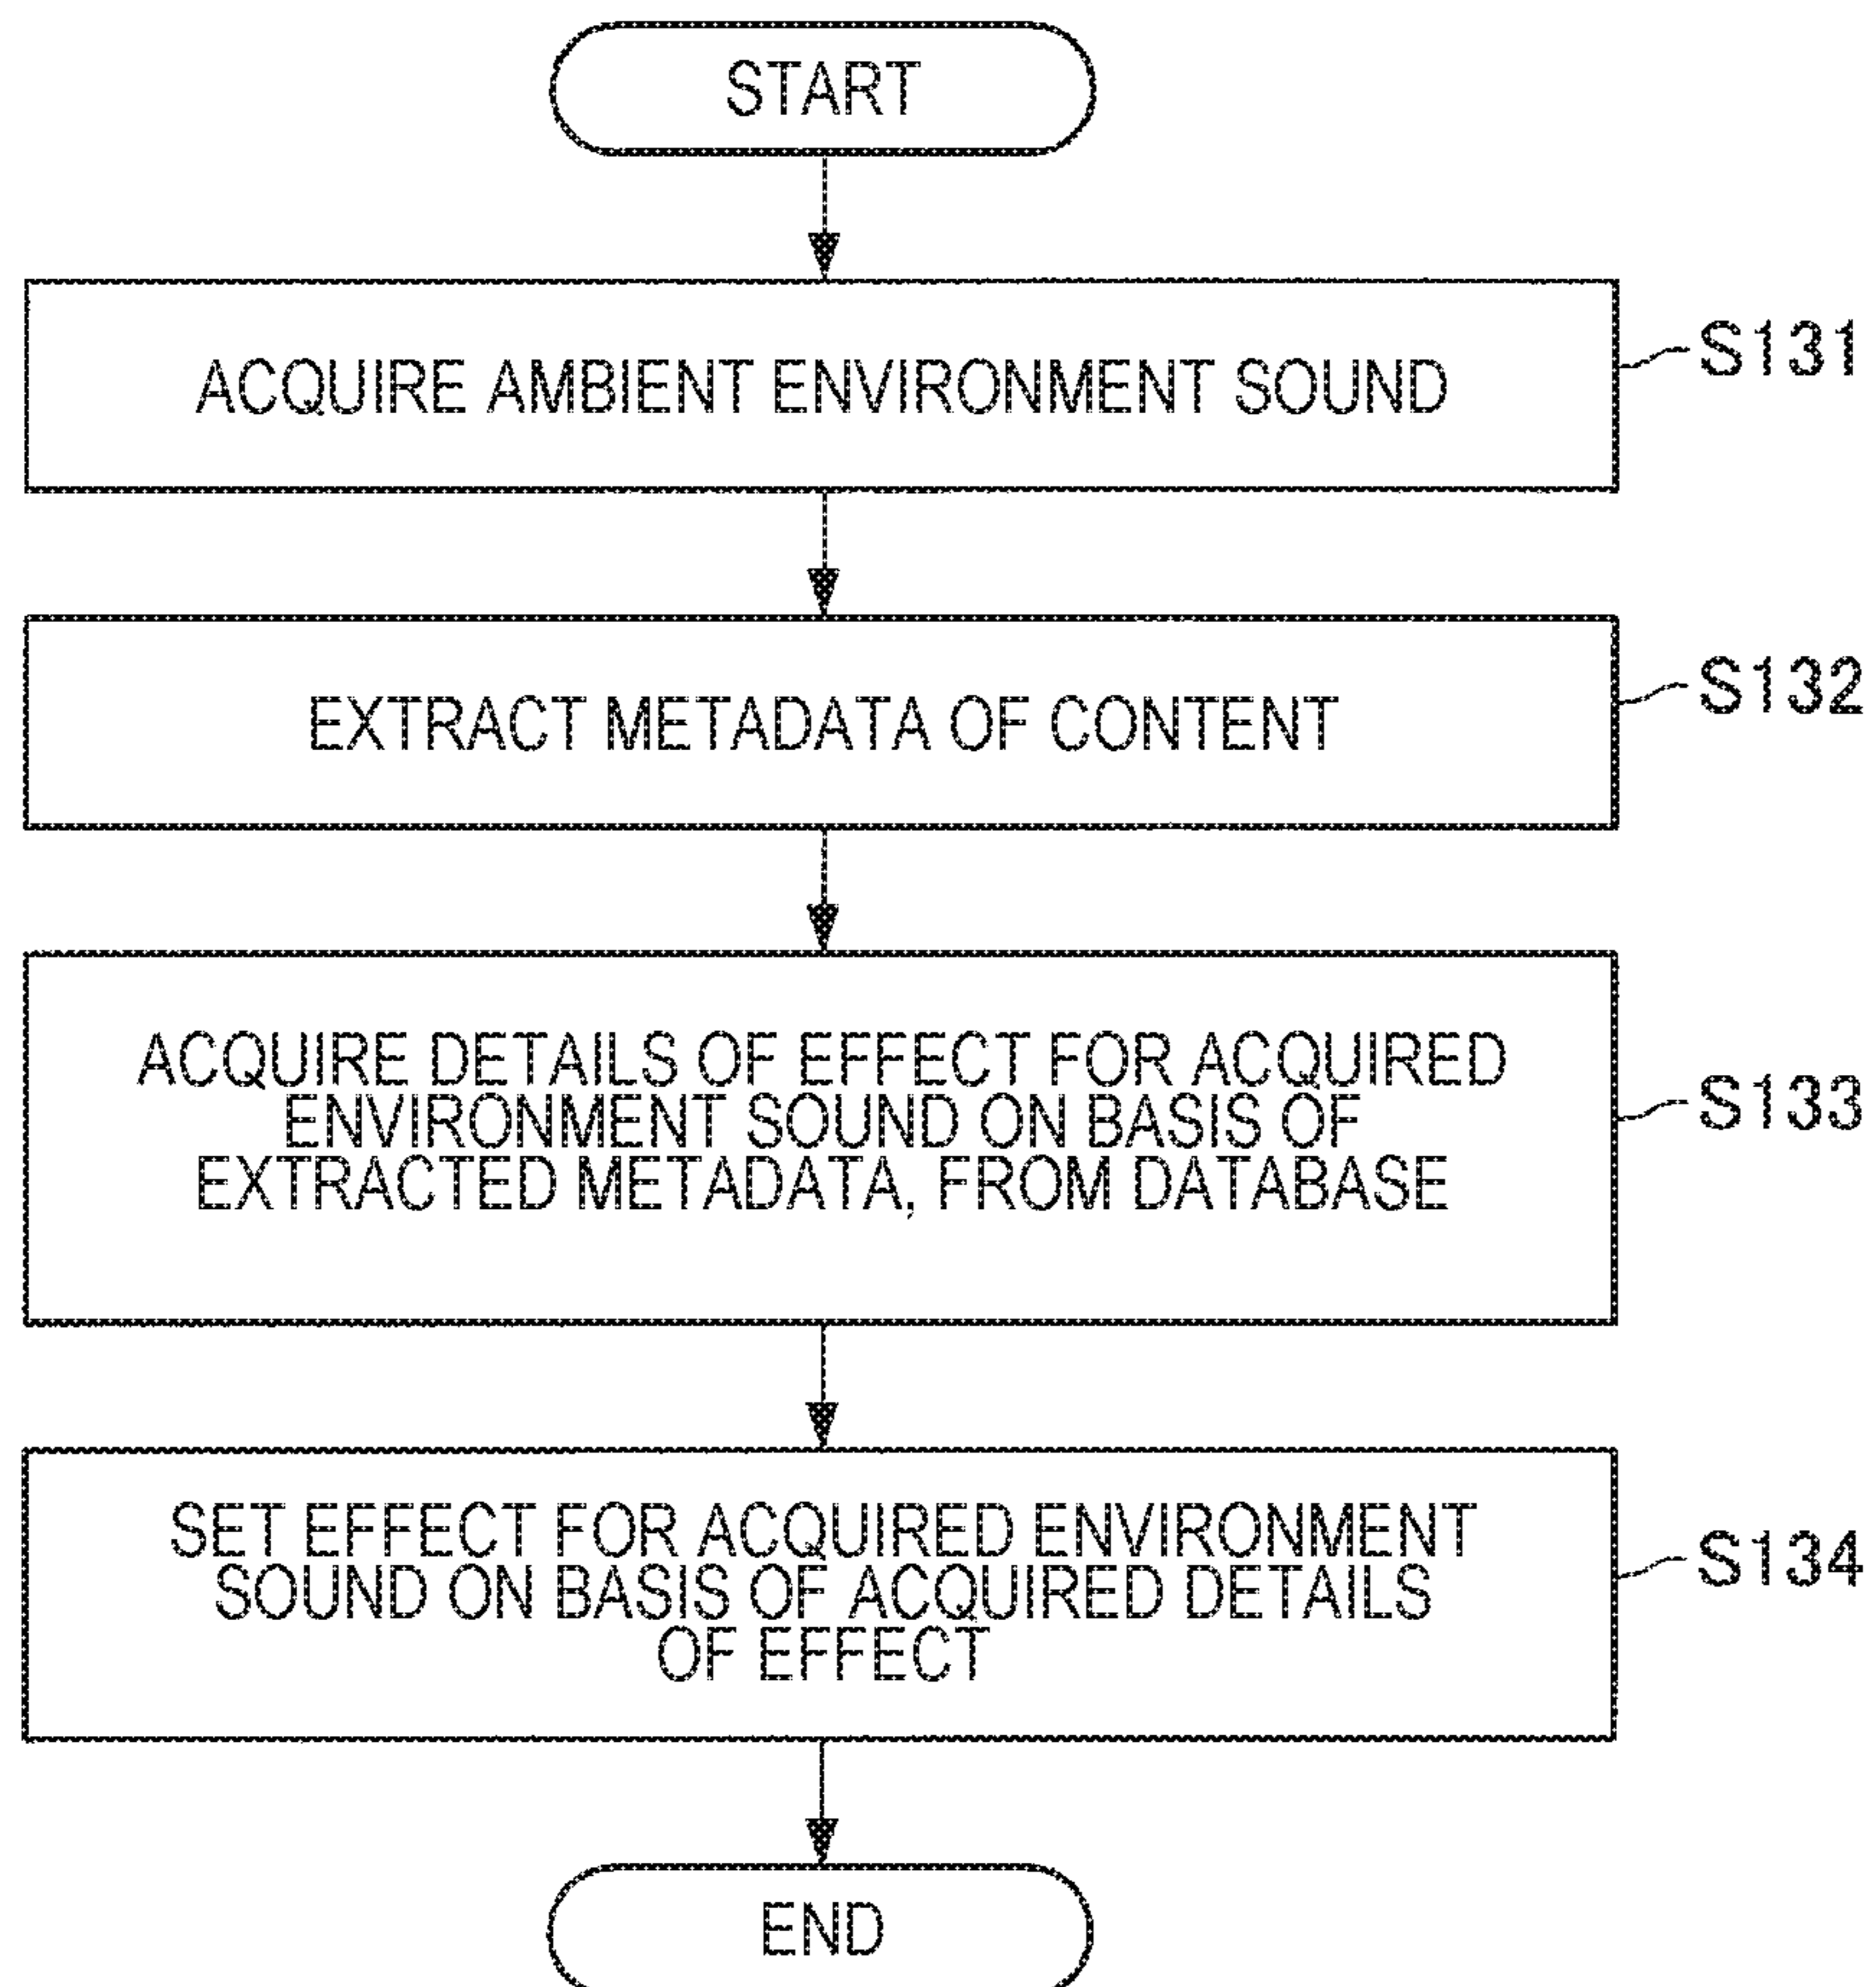 START
ACQUIRE AMBIENT ENVIRONMENT SOUND
S131
EXTRACT METADATA OF CONTENT
S132
ACQUIRE DETAILS OF EFFECT FOR ACQUIRED
ENVIRONMENT SOUND ON BASIS OF
EXTRACTED METADATA, FROM DATABASE
S133
SET EFFECT FOR ACQUIRED ENVIRONMENT
SOUND ON BASIS OF ACQUIRED DETAILS
OF EFFECT
S134
END